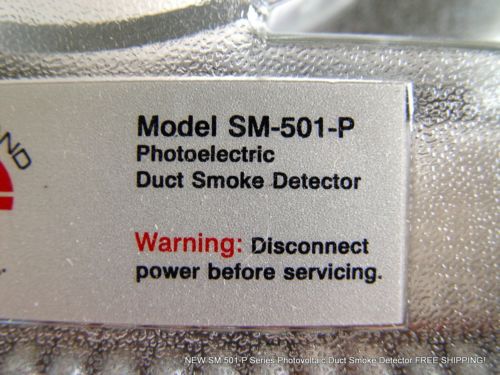 Model SM-501-P
Photoelectric
Duct Smoke Detector
Warning: Disconnect
power before servicing.
NEW SM 501-P Series Photovoltaic Duct Smoke Detector FREE SHIPPING!